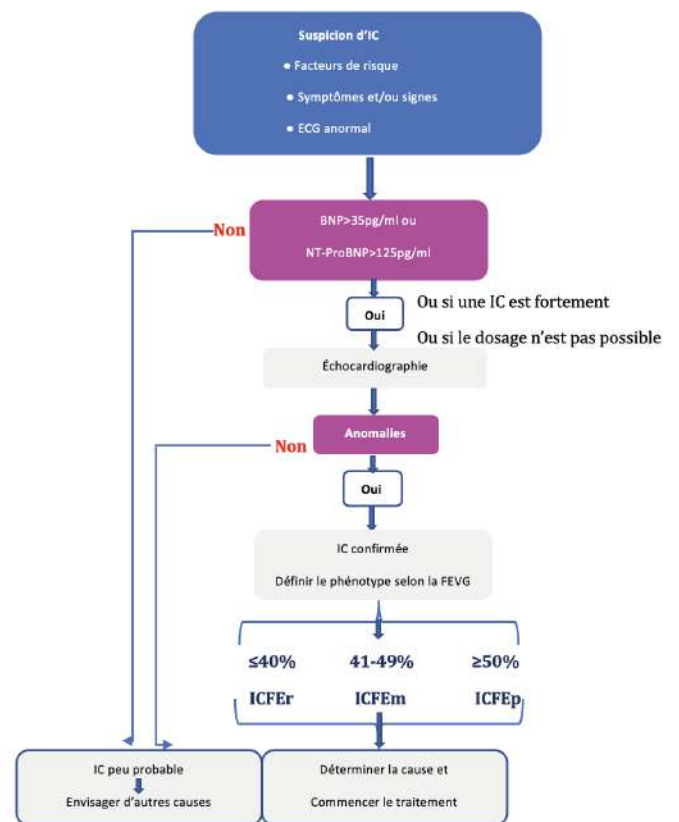 Suspicion d'IC
● Facteurs de risque
● Symptômes et/ou signes
● ECG anormal
Non
BNP>35pg/ml ou
NT-ProBNP>125pg/ml
Oui
Ou si une IC est fortement
Ou si le dosage n'est pas possible
Échocardiographie
Anomalies
Non
Oui
IC confirmée
Définir le phénotype selon la FEVG
≤40% 41-49% ≥50%
ICFEr ICFEm ICFEp
IC peu probable
Envisager d'autres causes
Déterminer la cause et
Commencer le traitement